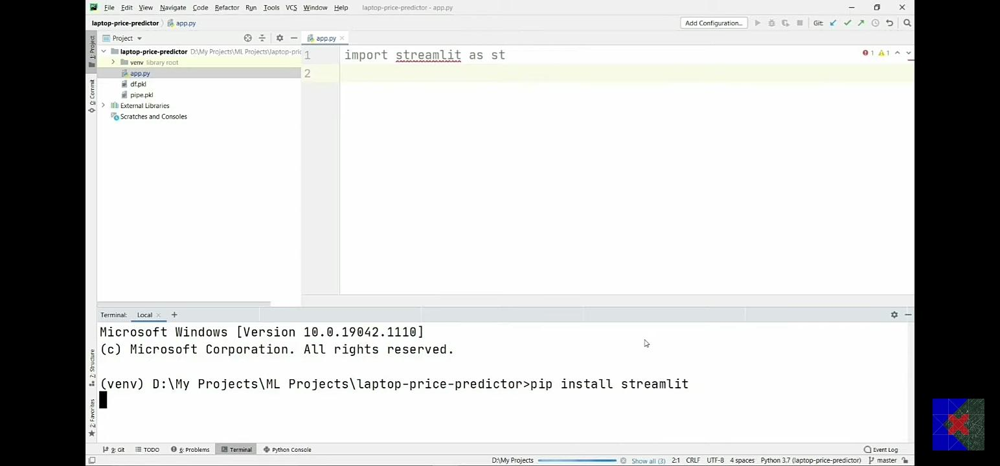 File Edit View Navigate Code Refactor Run Tools VCS Window Help laptop-price-predictor - app.py
laptop-price-predictor app.py Add Configuration... Git:
Project app.py
1: Project
laptop-price-predictor D:\My Projects\ML Projects\laptop-pric
venv library root
app.py
df.pkl
pipe.pkl
External Libraries
Scratches and Consoles
0: Commit
1 import streamlit as st
2
1 1
Terminal: Local +
Microsoft Windows [Version 10.0.19042.1110]
(c) Microsoft Corporation. All rights reserved.
(venv) D:\My Projects\ML Projects\laptop-price-predictor>pip install streamlit
7: Structure
2: Favorites
9: Git TODO 6: Problems Terminal Python Console Event Log
D:\My Projects Show all (3) 2:1 CRLF UTF-8 4 spaces Python 3.7 (laptop-price-predictor) master